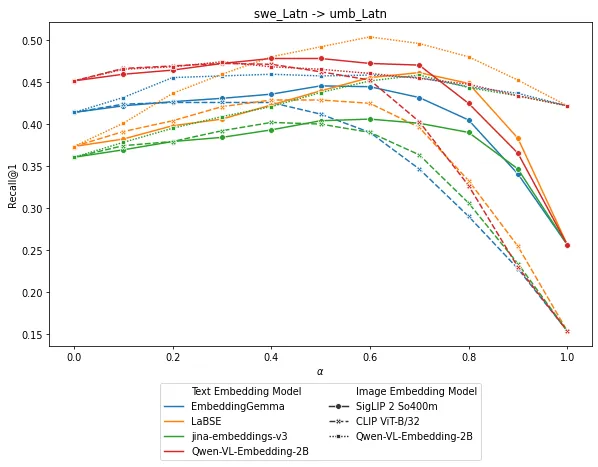 swe_Latn -> umb_Latn
0.50
0.45
0.40
0.35
0.30
0.25
0.20
0.15
Recall@1
0.0 0.2 0.4 0.6 0.8 1.0
α
Text Embedding Model Image Embedding Model
EmbeddingGemma SigLIP 2 So400m
LaBSE CLIP ViT-B/32
jina-embeddings-v3 Qwen-VL-Embedding-2B
Qwen-VL-Embedding-2B